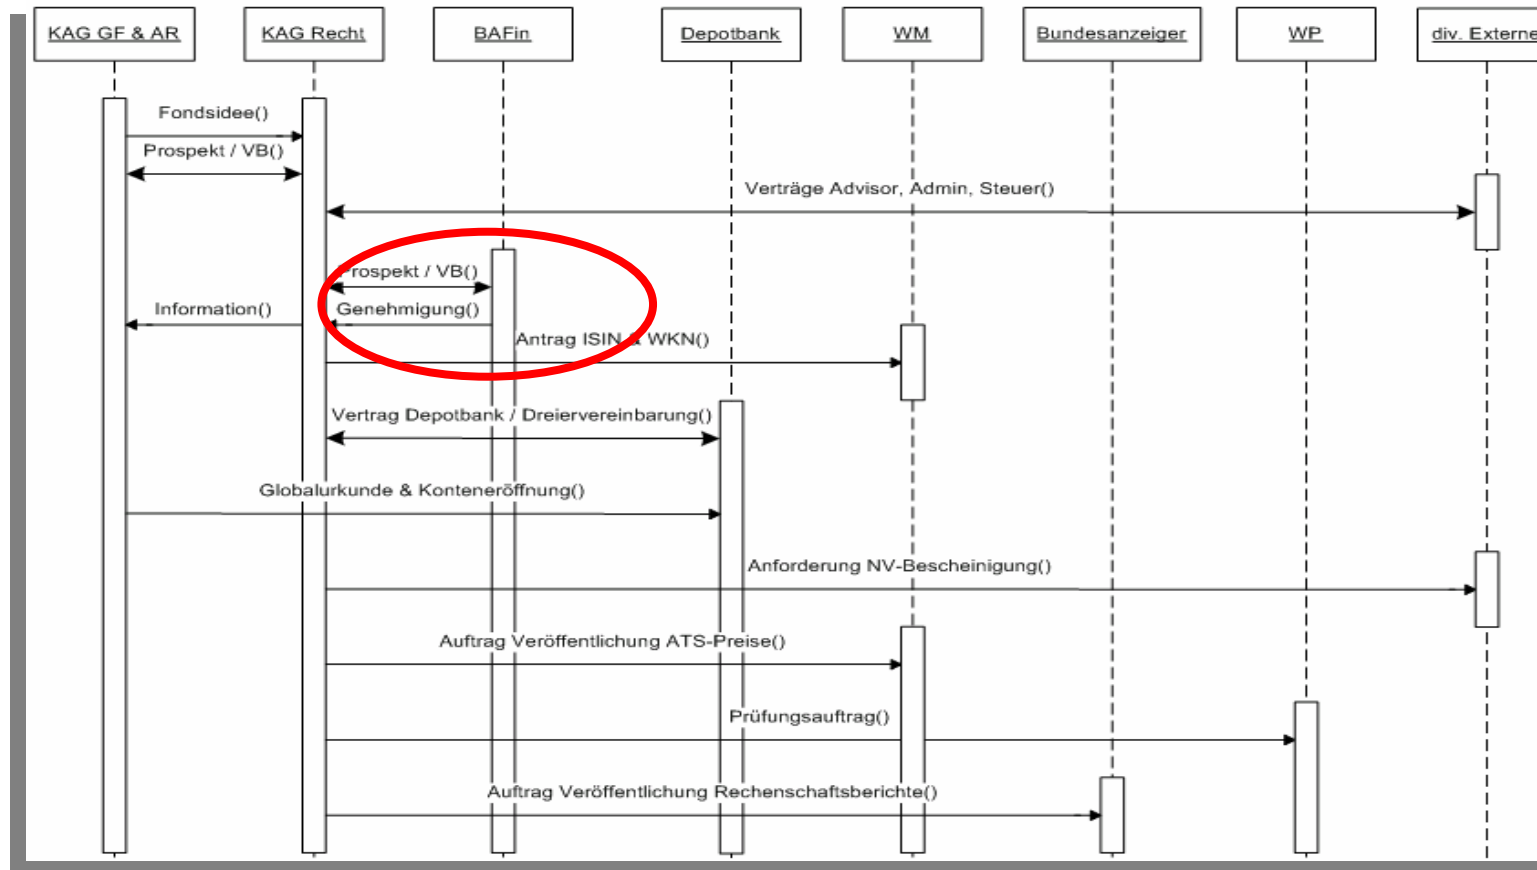 KAG GF & AR
KAG Recht
BAFin
Depotbank
WM
Bundesanzeiger
WP
div. Externe
Fondsidee()
Prospekt / VB()
Verträge Advisor, Admin, Steuer()
Prospekt / VB()
Information()
Genehmigung()
Antrag ISIN & WKN()
Vertrag Depotbank / Dreiervereinbarung()
Globalurkunde & Konteneröffnung()
Anforderung NV-Bescheinigung()
Auftrag Veröffentlichung ATS-Preise()
Prüfungsauftrag()
Auftrag Veröffentlichung Rechenschaftsberichte()